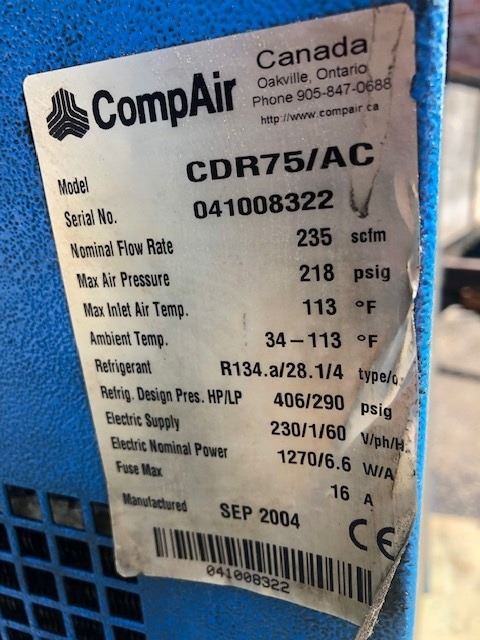 CompAir
Canada
Oakville, Ontario
Phone 905-847-0688
http://www.compair.ca
Model CDR75/AC
Serial No. 041008322
Nominal Flow Rate 235 scfm
Max Air Pressure 218 psig
Max Inlet Air Temp. 113 °F
Ambient Temp. 34–113 °F
Refrigerant R134.a/28.1/4 type/o
Refrig. Design Pres. HP/LP 406/290 psig
Electric Supply 230/1/60 V/ph/H
Electric Nominal Power 1270/6.6 W/A
Fuse Max 16 A
Manufactured SEP 2004
CE
041008322